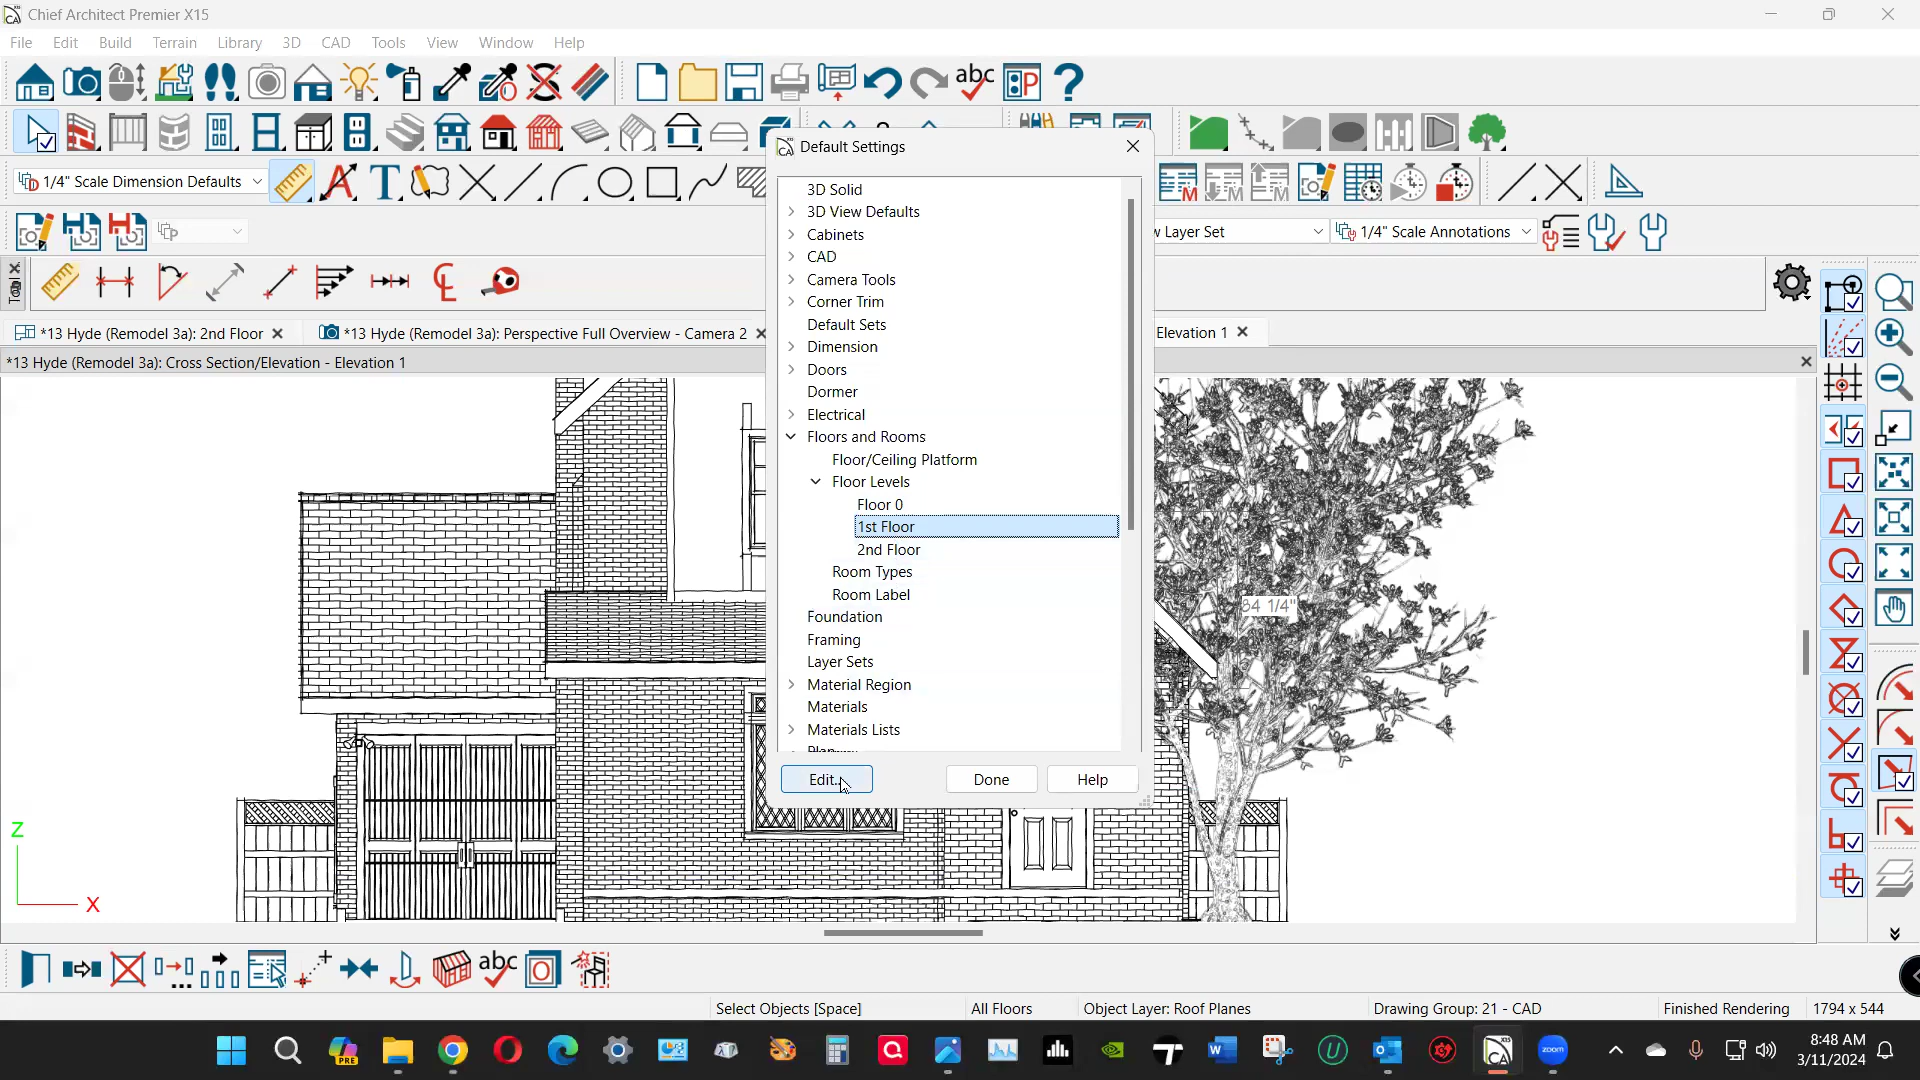 Chief Architect Premier X15
File Edit Build Terrain Library 3D CAD Tools View Window Help
1/4" Scale Dimension Defaults
Layer Set
1/4" Scale Annotations
*13 Hyde (Remodel 3a): 2nd Floor
*13 Hyde (Remodel 3a): Perspective Full Overview - Camera 2
Elevation 1
*13 Hyde (Remodel 3a): Cross Section/Elevation - Elevation 1
Default Settings
3D Solid
3D View Defaults
Cabinets
CAD
Camera Tools
Corner Trim
Default Sets
Dimension
Doors
Dormer
Electrical
Floors and Rooms
Floor/Ceiling Platform
Floor Levels
Floor 0
1st Floor
2nd Floor
Room Types
Room Label
Foundation
Framing
Layer Sets
Material Region
Materials
Materials Lists
Edit...
Done
Help
84 1/4"
Z
X
Select Objects [Space]
All Floors
Object Layer: Roof Planes
Drawing Group: 21 - CAD
Finished Rendering
1794 x 544
8:48 AM
3/11/2024